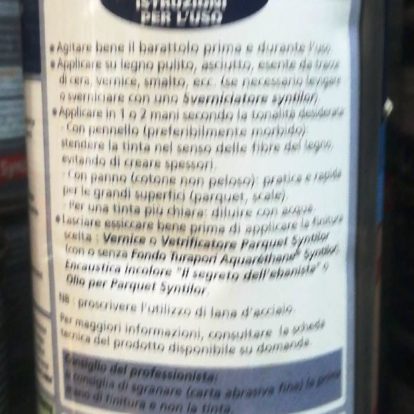 ISTRUZIONI
PER L'USO
•Agitare bene il barattolo prima e durante l'uso.
•Applicare su legno pulito, asciutto, esente da tracce
di cera, vernice, smalto, ecc. (se necessario levigare
o sverniciare con uno Sverniciatore syntilor)
•Applicare in 1 o 2 mani secondo la tonalità desiderata
- Con pennello (preferibilmente morbido):
stendere la tinta nel senso delle fibre del legno,
evitando di creare spessori.
- Con panno (cotone non peloso): pratica e rapida
per le grandi superfici (parquet, scale).
- Per una tinta più chiara: diluire con acqua.
•Lasciare essiccare bene prima di applicare la finitura
scelta : Vernice o Vetrificatore Parquet Syntilor
(con o senza Fondo Turapori Aquaréthane® Syntilor,
Encaustica Incolore "Il segreto dell'ebanista" o
Olio per Parquet Syntilor.
NB : proscrivere l'utilizzo di lana d'acciaio.
Per maggiori informazioni, consultare la scheda
tecnica del prodotto disponibile su domanda.
Consiglio del professionista:
si consiglia di sgranare (carta abrasiva fine) la prima
mano di finitura e non la tinta.